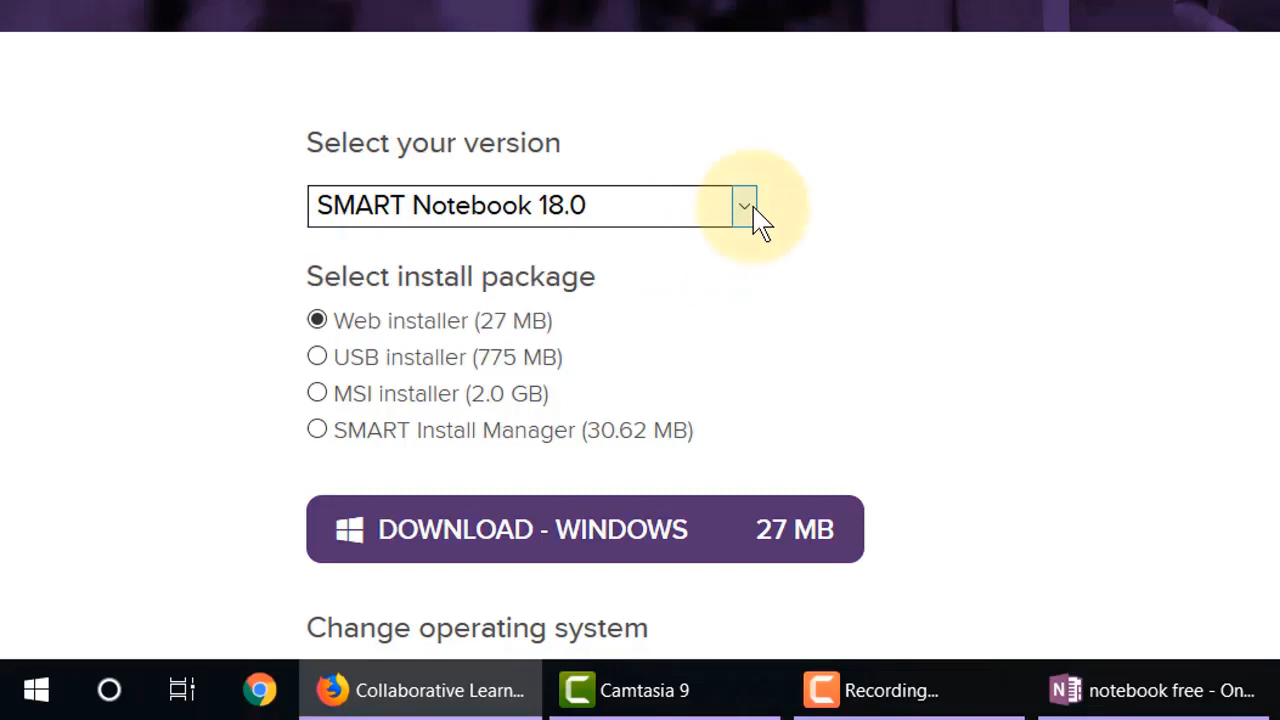 Select your version
SMART Notebook 18.0
Select install package
Web installer (27 MB)
USB installer (775 MB)
MSI installer (2.0 GB)
SMART Install Manager (30.62 MB)
DOWNLOAD - WINDOWS 27 MB
Change operating system
Collaborative Learn... Camtasia 9 Recording... notebook free - On...